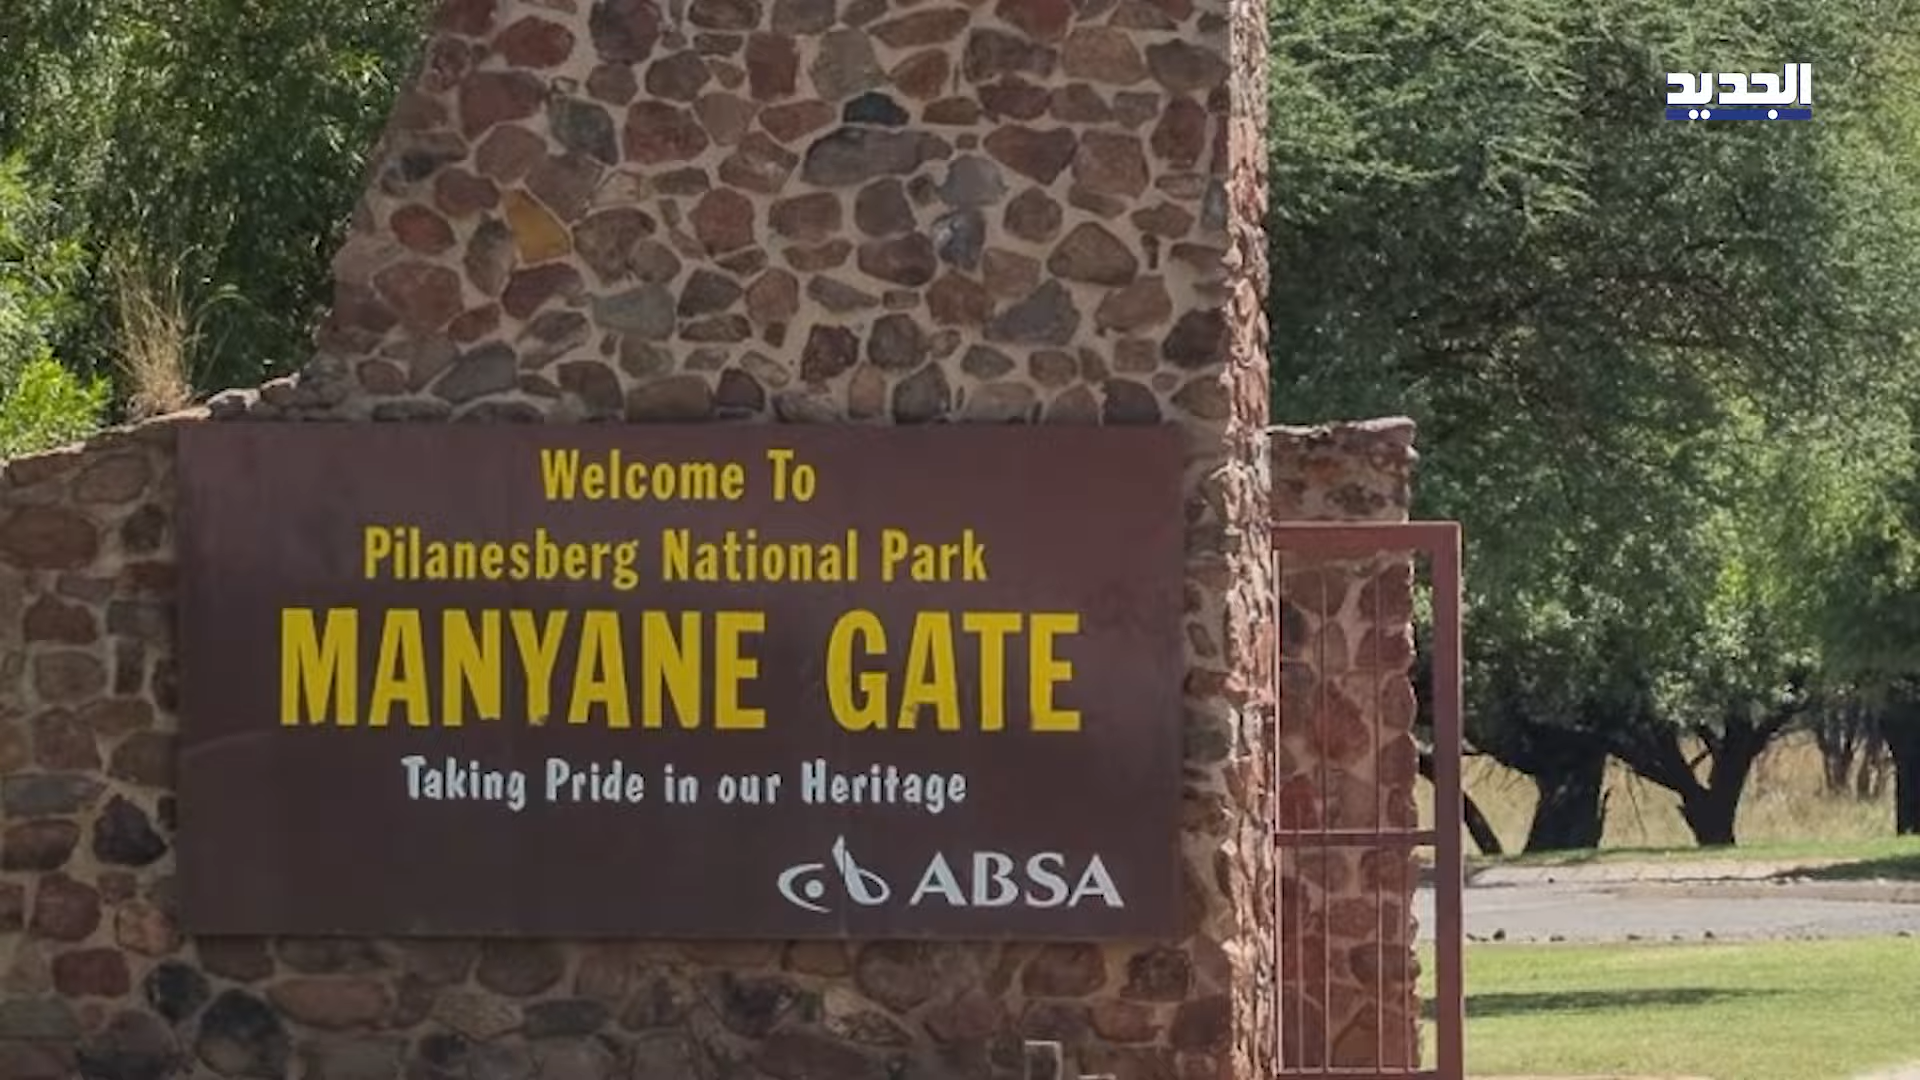 الجديد
Welcome To
Pilanesberg National Park
MANYANE GATE
Taking Pride in our Heritage
ABSA